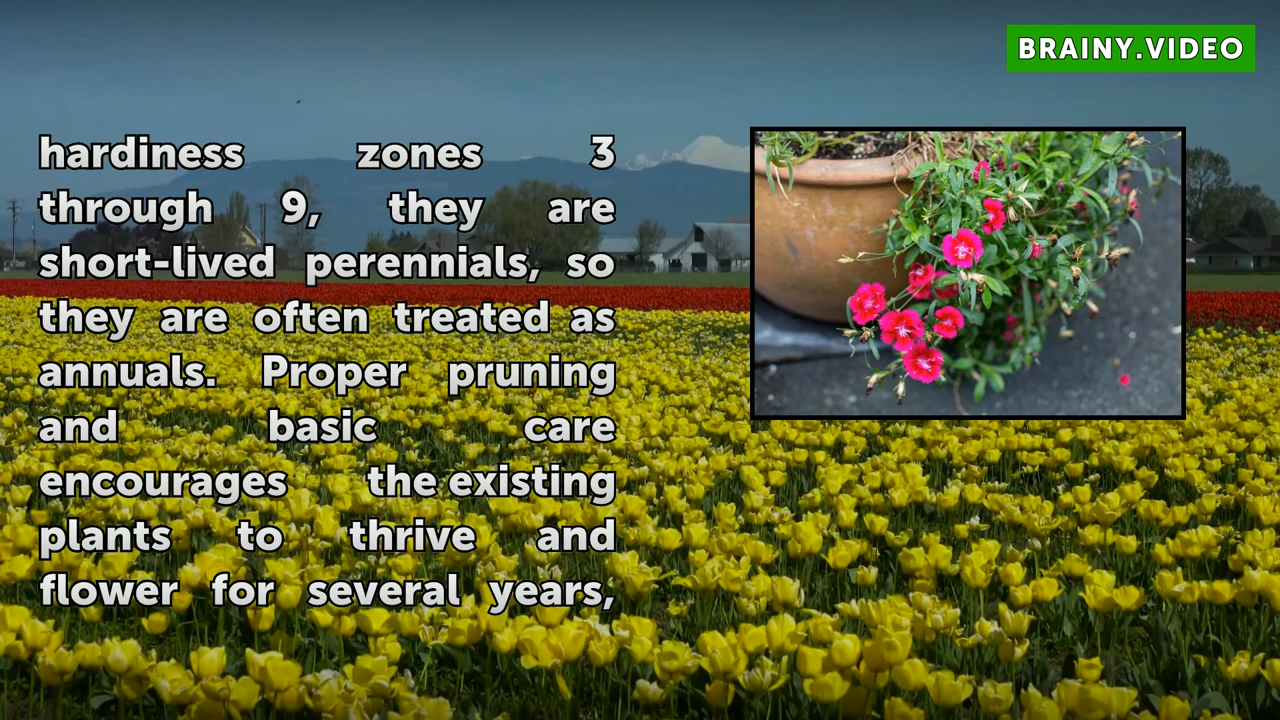 BRAINY.VIDEO
hardiness zones 3
through 9, they are
short-lived perennials, so
they are often treated as
annuals. Proper pruning
and basic care
encourages the existing
plants to thrive and
flower for several years,